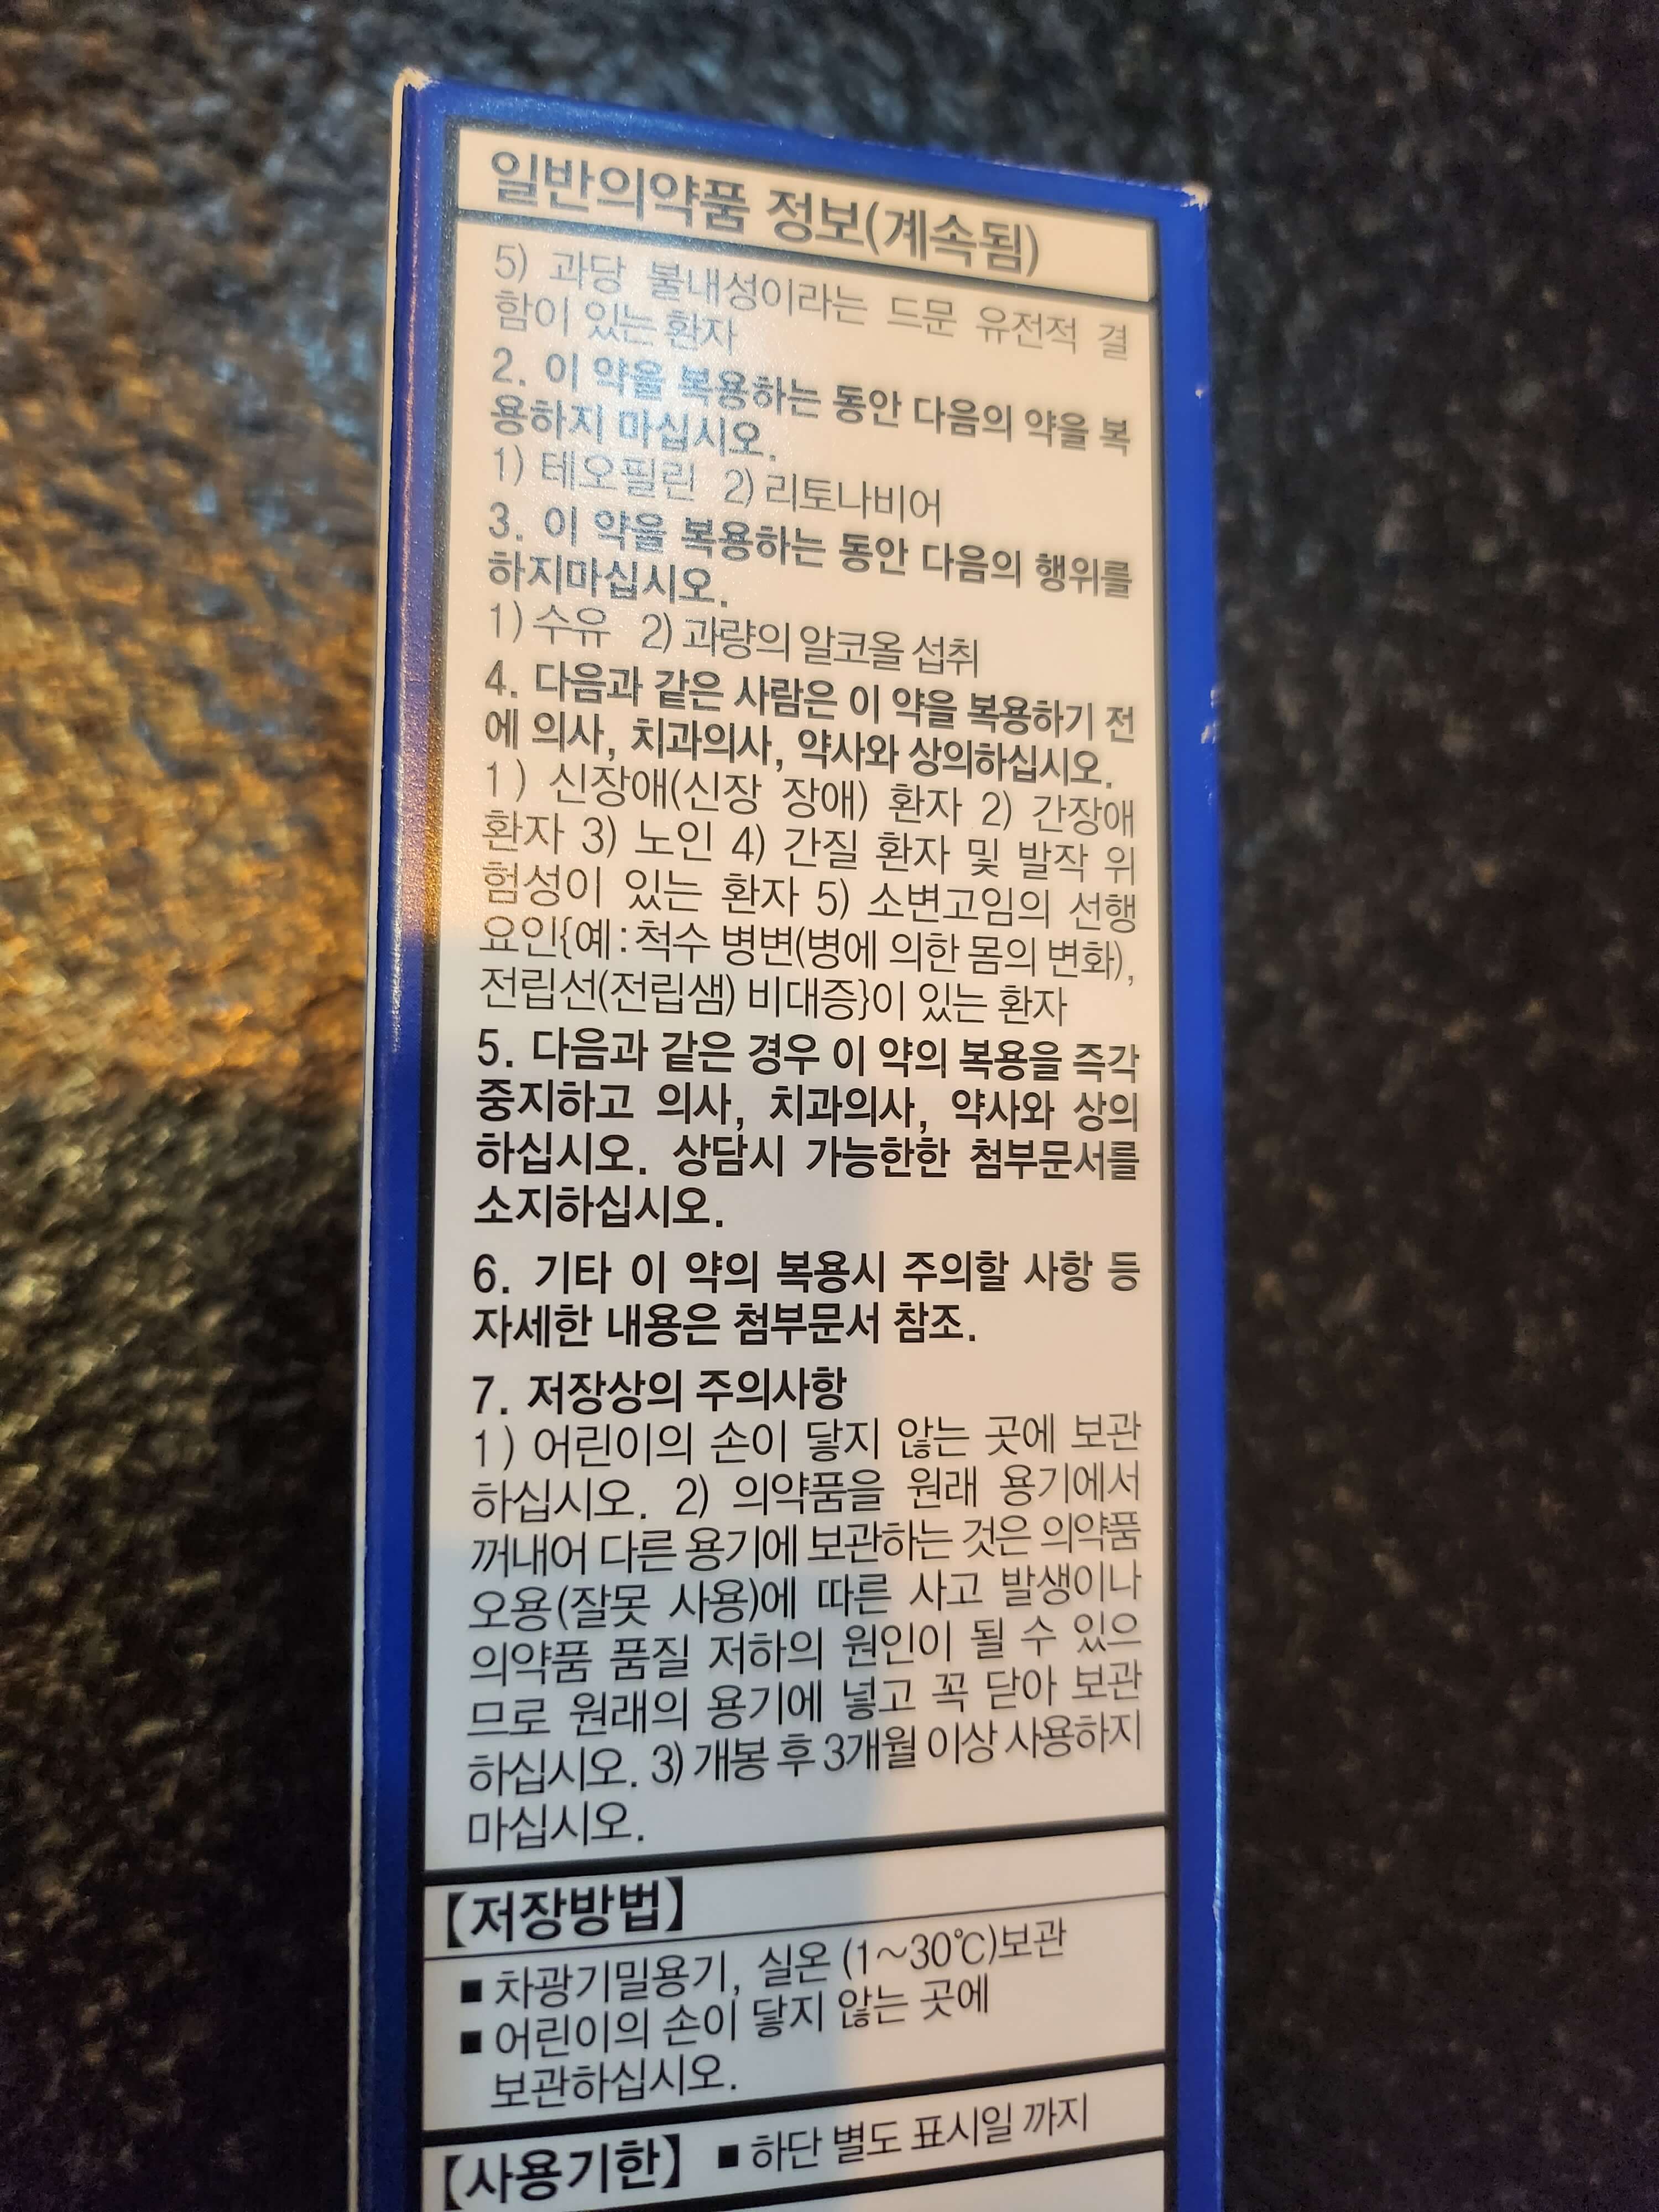 일반의약품 정보(계속됨)
5) 과당 불내성이라는 드문 유전적 결
함이 있는 환자
2. 이 약을 복용하는 동안 다음의 약을 복
용하지 마십시오.
1) 테오필린 2) 리토나비어
3. 이 약을 복용하는 동안 다음의 행위를
하지마십시오.
1) 수유 2) 과량의 알코올 섭취
4. 다음과 같은 사람은 이 약을 복용하기 전
에 의사, 치과의사, 약사와 상의하십시오.
1) 신장애(신장 장애) 환자 2) 간장애
환자 3) 노인 4) 간질 환자 및 발작 위
험성이 있는 환자 5) 소변고임의 선행
요인{예:척수 병변(병에 의한 몸의 변화),
전립선(전립샘) 비대증}이 있는 환자
5. 다음과 같은 경우 이 약의 복용을 즉각
중지하고 의사, 치과의사, 약사와 상의
하십시오. 상담시 가능한한 첨부문서를
소지하십시오.
6. 기타 이 약의 복용시 주의할 사항 등
자세한 내용은 첨부문서 참조.
7. 저장상의 주의사항
1) 어린이의 손이 닿지 않는 곳에 보관
하십시오. 2) 의약품을 원래 용기에서
꺼내어 다른 용기에 보관하는 것은 의약품
오용(잘못 사용)에 따른 사고 발생이나
의약품 품질 저하의 원인이 될 수 있으
므로 원래의 용기에 넣고 꼭 닫아 보관
하십시오. 3) 개봉 후 3개월 이상 사용하지
마십시오.
【저장방법】
■ 차광기밀용기, 실온 (1~30℃)보관
■ 어린이의 손이 닿지 않는 곳에
보관하십시오.
【사용기한】 ■ 하단 별도 표시일 까지